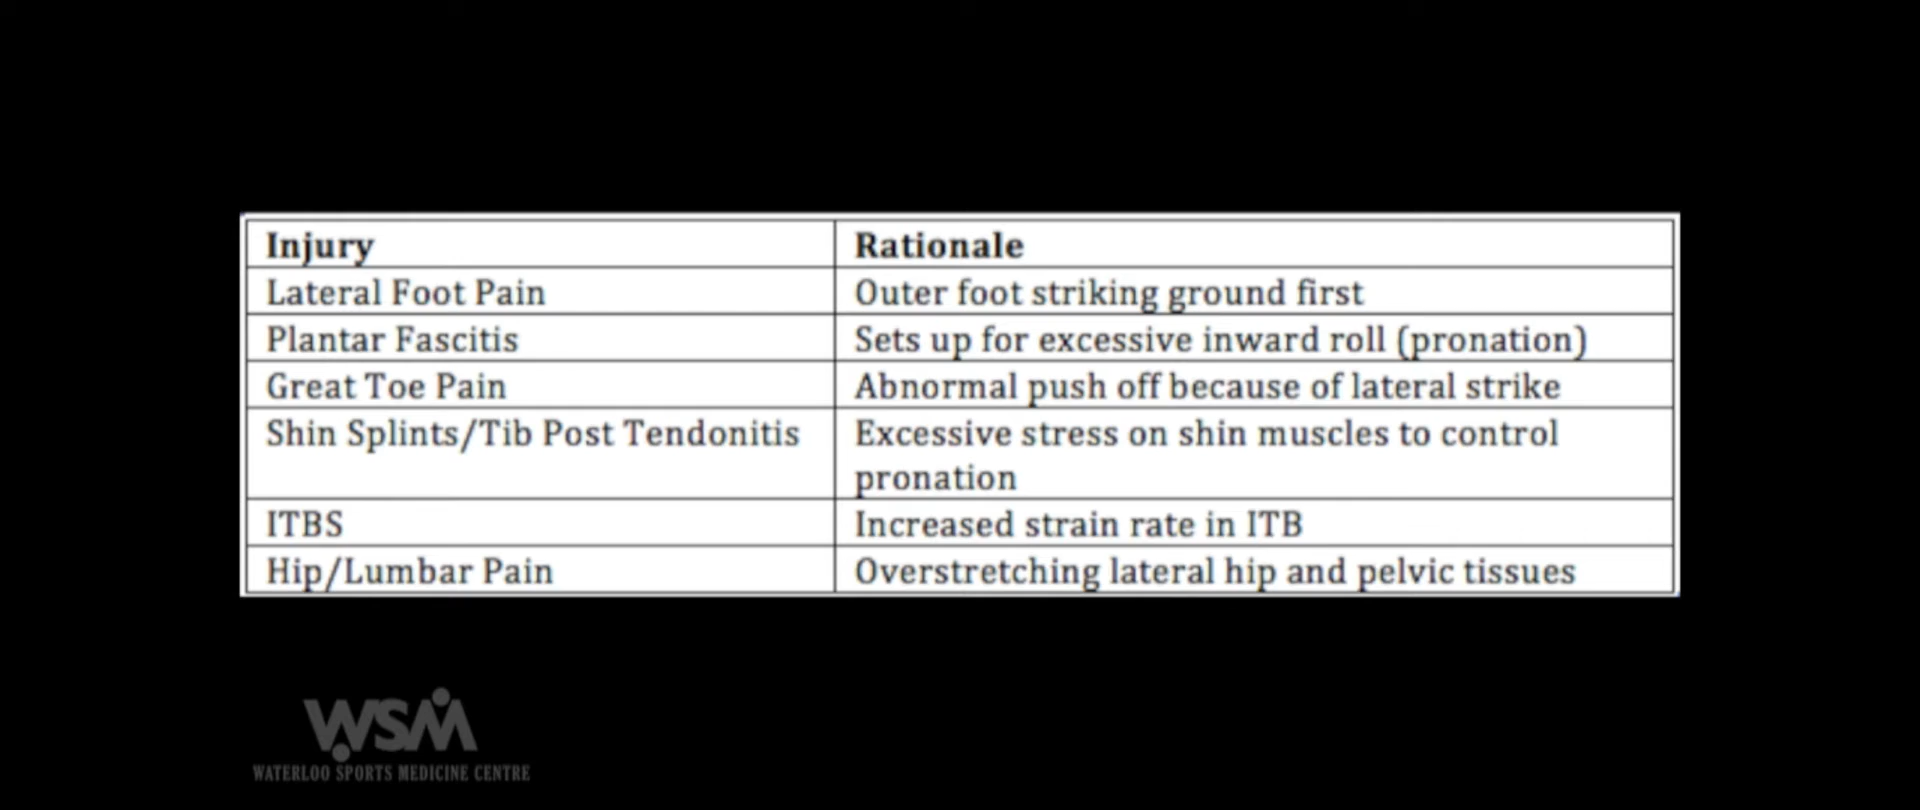 Injury Rationale
Lateral Foot Pain Outer foot striking ground first
Plantar Fascitis Sets up for excessive inward roll (pronation)
Great Toe Pain Abnormal push off because of lateral strike
Shin Splints/Tib Post Tendonitis Excessive stress on shin muscles to control
pronation
ITBS Increased strain rate in ITB
Hip/Lumbar Pain Overstretching lateral hip and pelvic tissues
WSM
WATERLOO SPORTS MEDICINE CENTRE